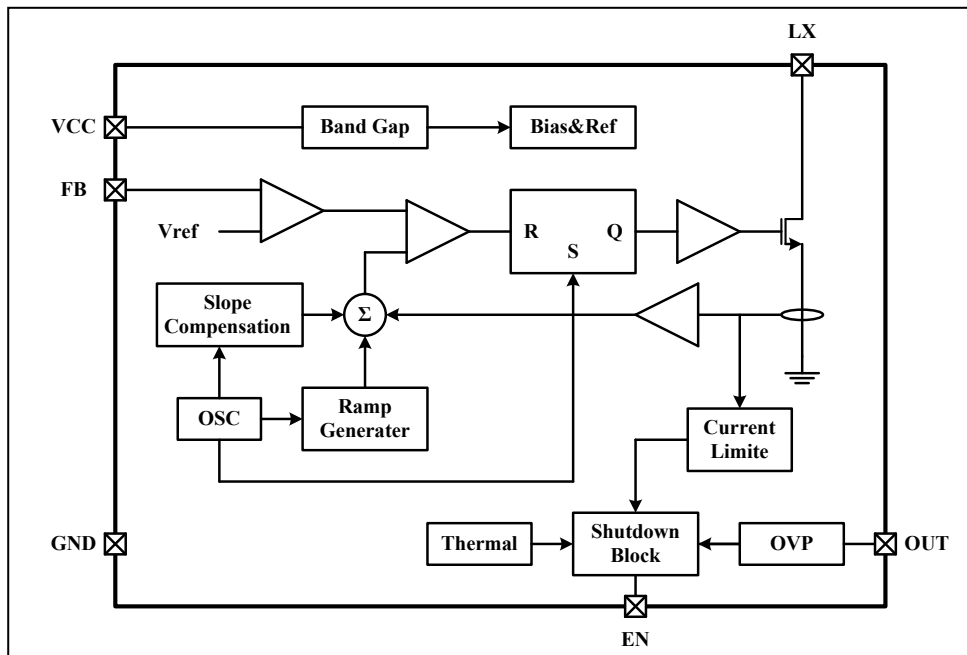 LX
VCC
Band Gap
Bias&Ref
FB
Vref
R
Q
S
Slope
Compensation
Σ
OSC
Ramp
Generater
Current
Limite
GND
Thermal
Shutdown
Block
OVP
OUT
EN